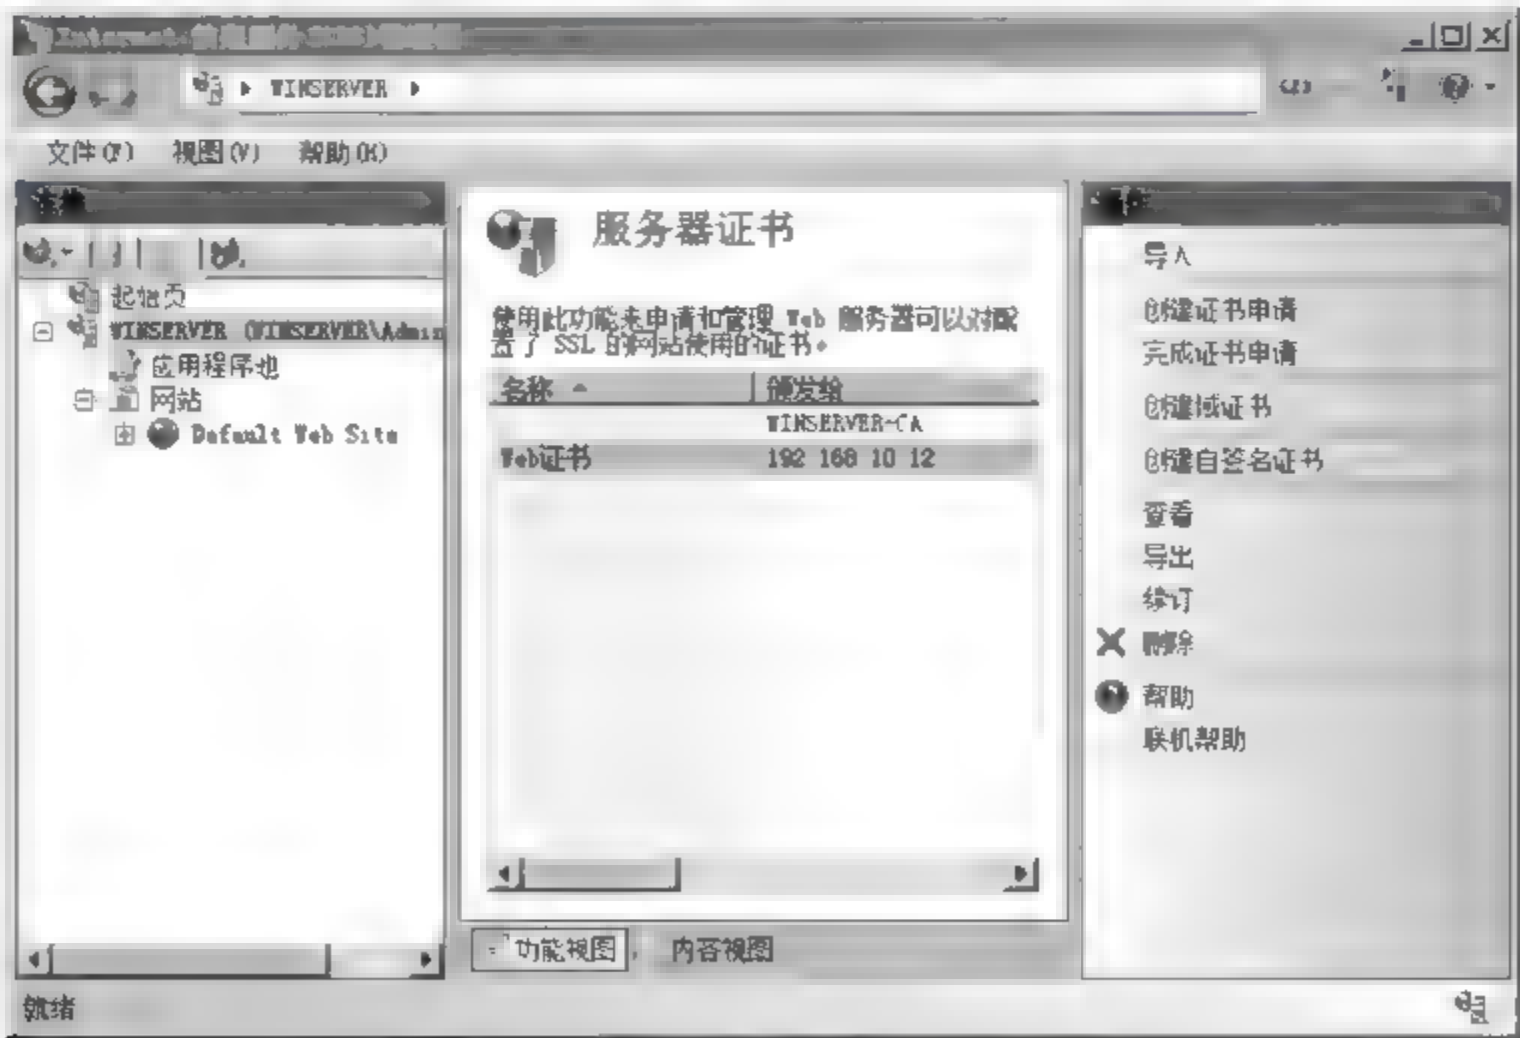 WINSERVER
文件(F) 视图(V) 帮助(H)
起始页
WINSERVER (WINSERVER\Admin
应用程序池
网站
Default Web Site
服务器证书
使用此功能来申请和管理 Web 服务器可以对配
置了 SSL 的网站使用的证书。
名称 颁发给
WINSERVER-CA
Web证书 192 168 10 12
功能视图 内容视图
导入
创建证书申请
完成证书申请
创建域证书
创建自签名证书
查看
导出
续订
删除
帮助
联机帮助
就绪